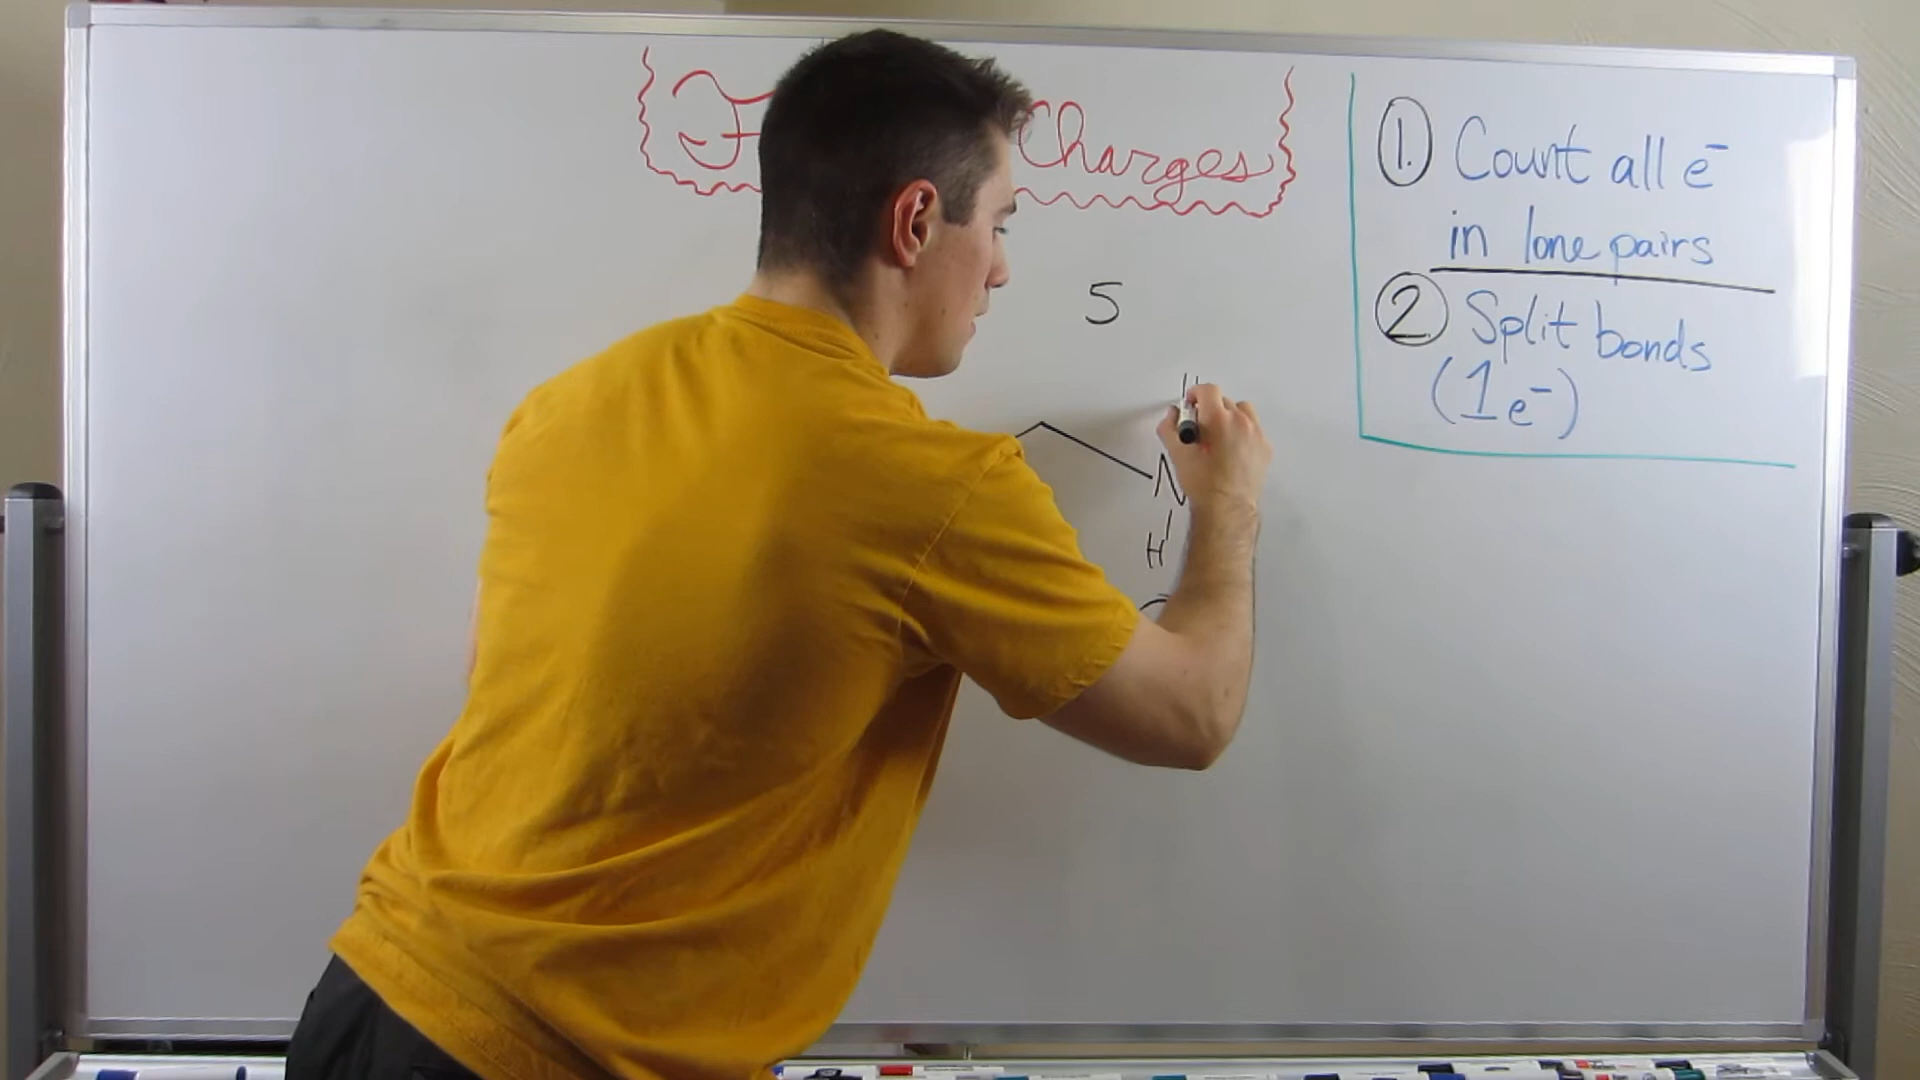 Charges
① Count all e⁻
in lone pairs
② Split bonds
(1e⁻)
5
N
H